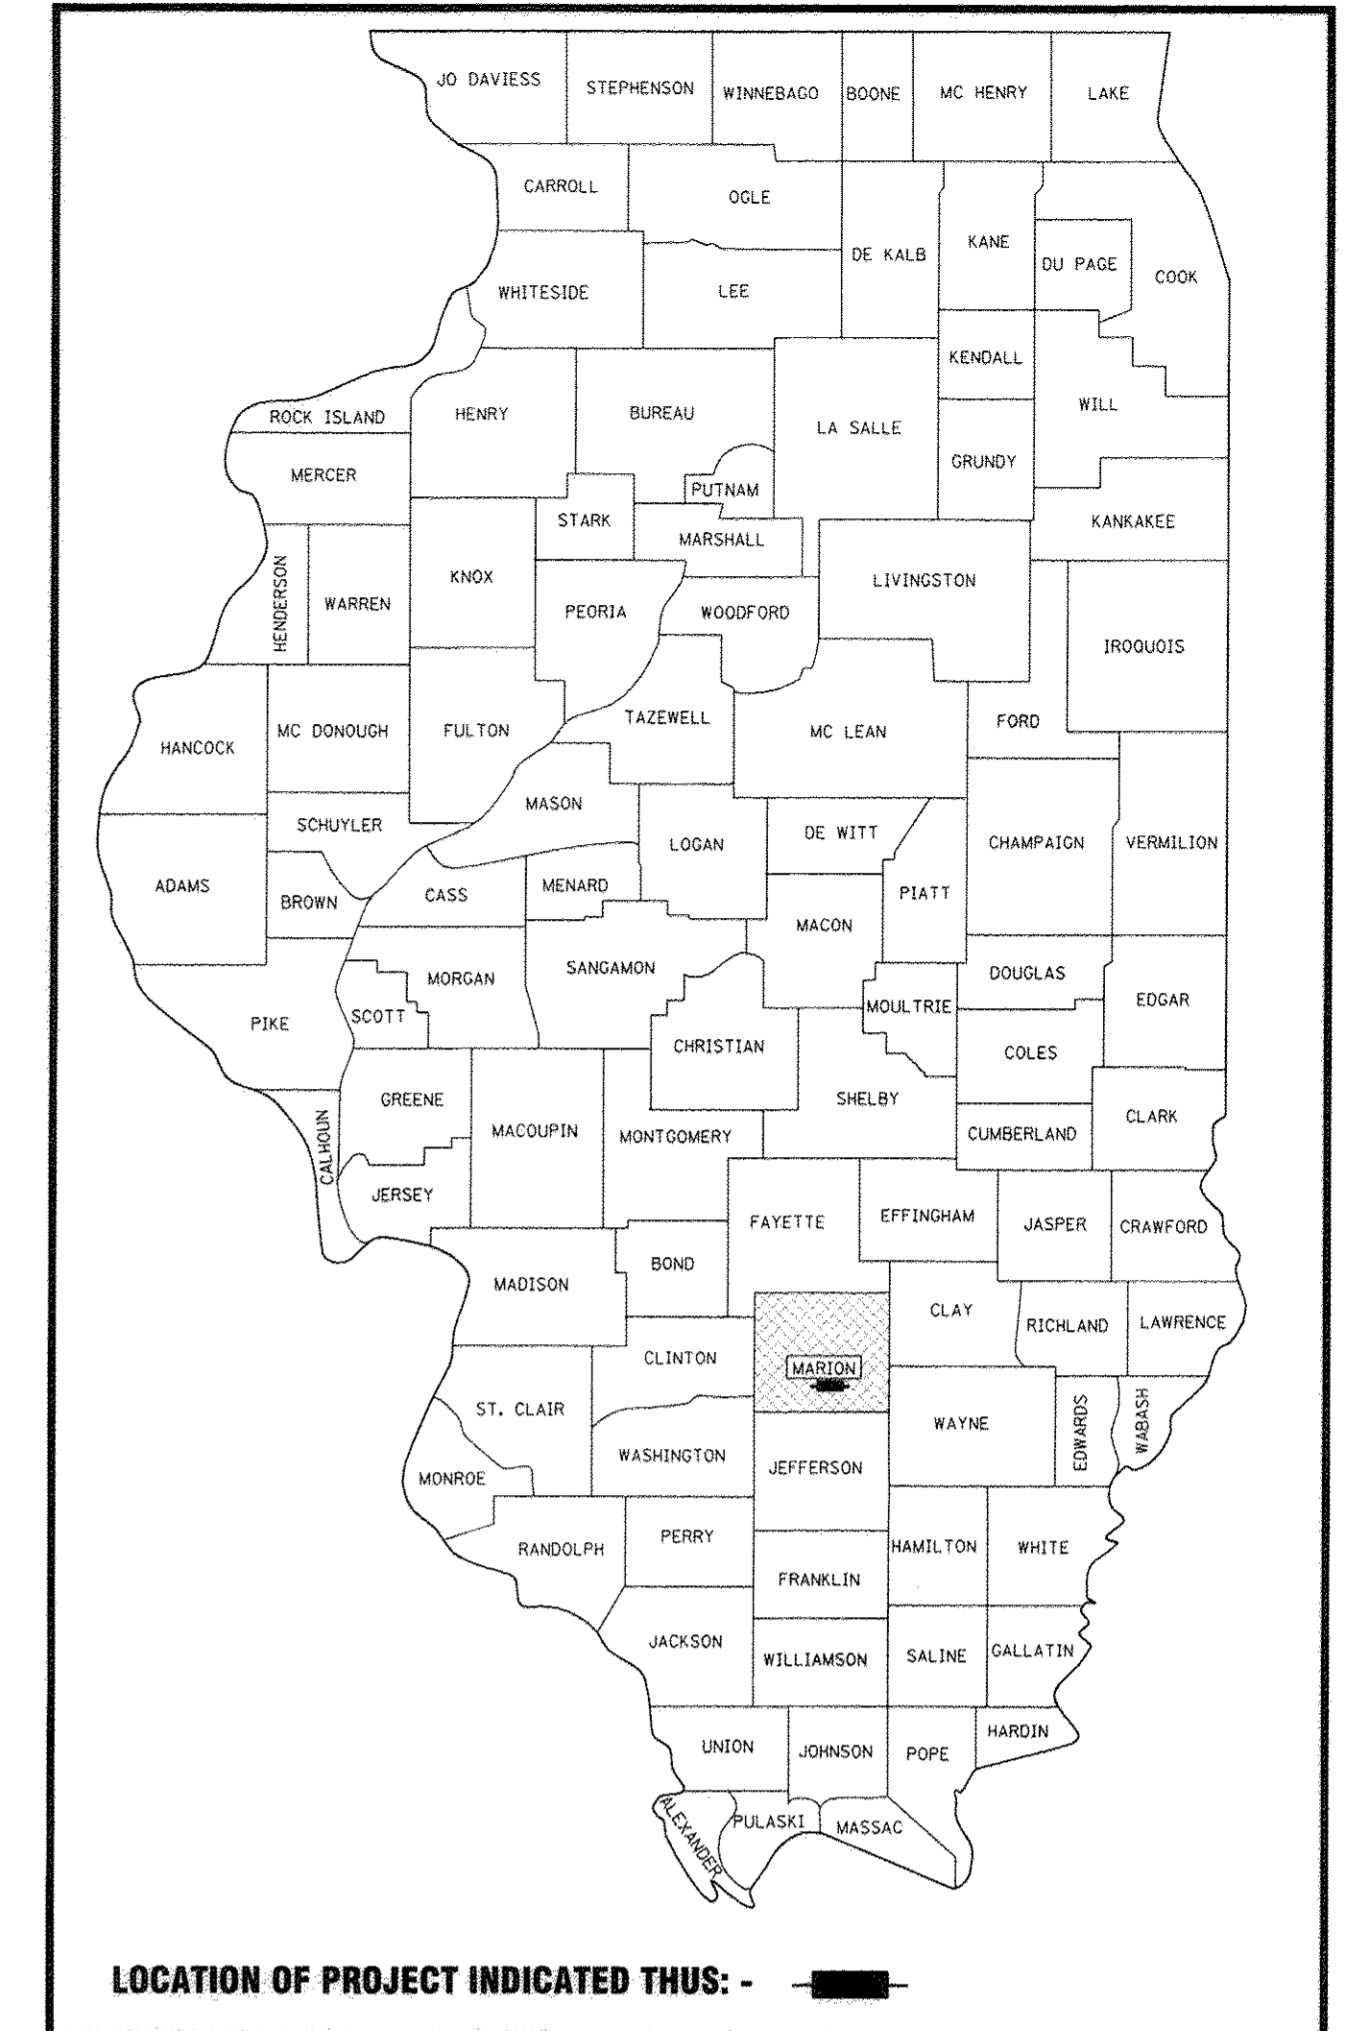 JO DAVIESS
STEPHENSON
WINNEBAGO
BOONE
MC HENRY
LAKE
CARROLL
OGLE
DE KALB
KANE
DU PAGE
COOK
WHITESIDE
LEE
KENDALL
WILL
ROCK ISLAND
HENRY
BUREAU
LA SALLE
GRUNDY
MERCER
PUTNAM
STARK
MARSHALL
KANKAKEE
HENDERSON
WARREN
KNOX
PEORIA
WOODFORD
LIVINGSTON
IROQUOIS
HANCOCK
MC DONOUGH
FULTON
TAZEWELL
MC LEAN
FORD
MASON
SCHUYLER
LOGAN
DE WITT
CHAMPAIGN
VERMILION
ADAMS
BROWN
CASS
MENARD
PIATT
MACON
SANGAMON
MORGAN
DOUGLAS
EDGAR
PIKE
SCOTT
MOULTRIE
CHRISTIAN
COLES
GREENE
SHELBY
CALHOUN
MACOUPIN
MONTGOMERY
CUMBERLAND
CLARK
JERSEY
FAYETTE
EFFINGHAM
JASPER
CRAWFORD
MADISON
BOND
CLAY
RICHLAND
LAWRENCE
CLINTON
MARION
ST. CLAIR
WAYNE
EDWARDS
WABASH
WASHINGTON
JEFFERSON
MONROE
RANDOLPH
PERRY
HAMILTON
WHITE
FRANKLIN
JACKSON
WILLIAMSON
SALINE
GALLATIN
UNION
JOHNSON
POPE
HARDIN
ALEXANDER
PULASKI
MASSAC
LOCATION OF PROJECT INDICATED THUS: -